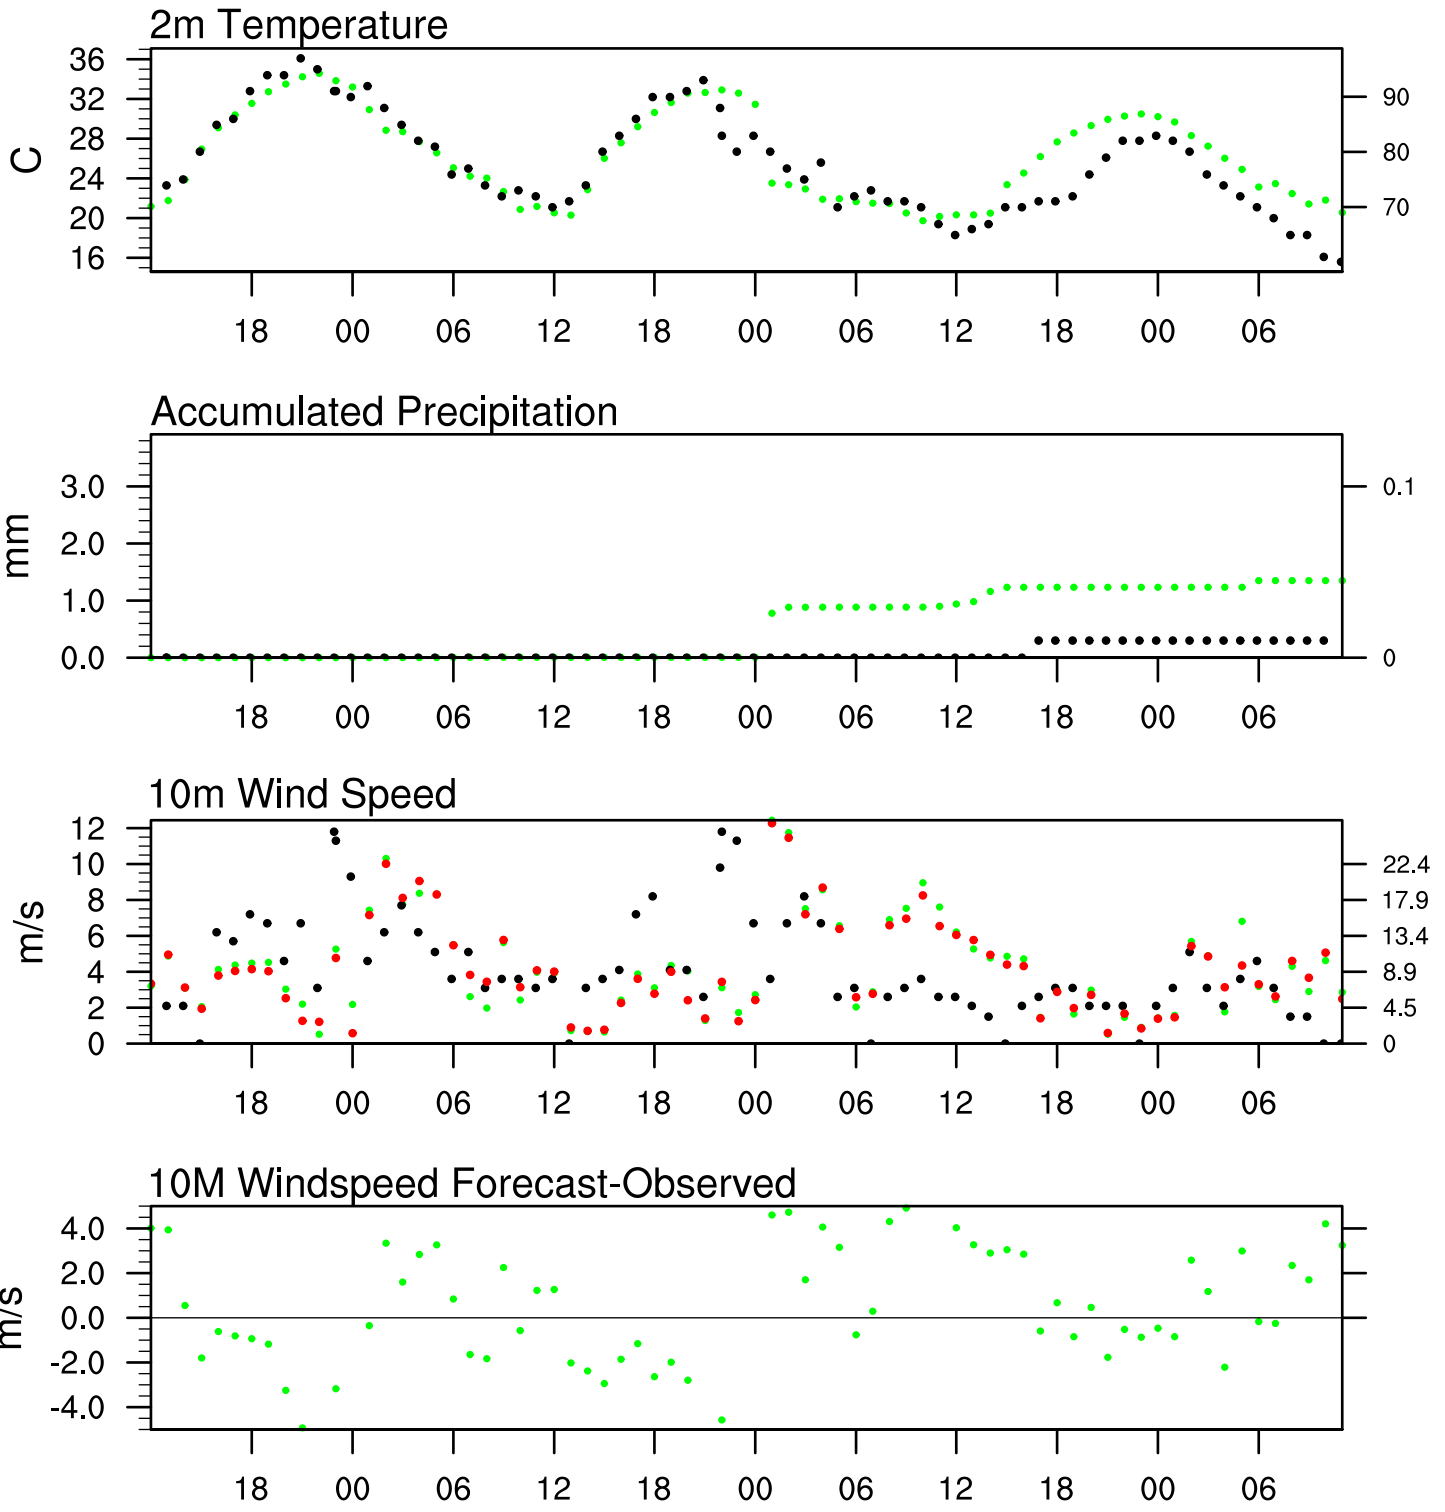 2m Temperature
36
32
28
24
20
16
C
90
80
70
18 00 06 12 18 00 06 12 18 00 06
Accumulated Precipitation
3.0
2.0
1.0
0.0
mm
0.1
0
18 00 06 12 18 00 06 12 18 00 06
10m Wind Speed
12
10
8
6
4
2
0
m/s
22.4
17.9
13.4
8.9
4.5
0
18 00 06 12 18 00 06 12 18 00 06
10M Windspeed Forecast-Observed
4.0
2.0
0.0
-2.0
-4.0
m/s
18 00 06 12 18 00 06 12 18 00 06